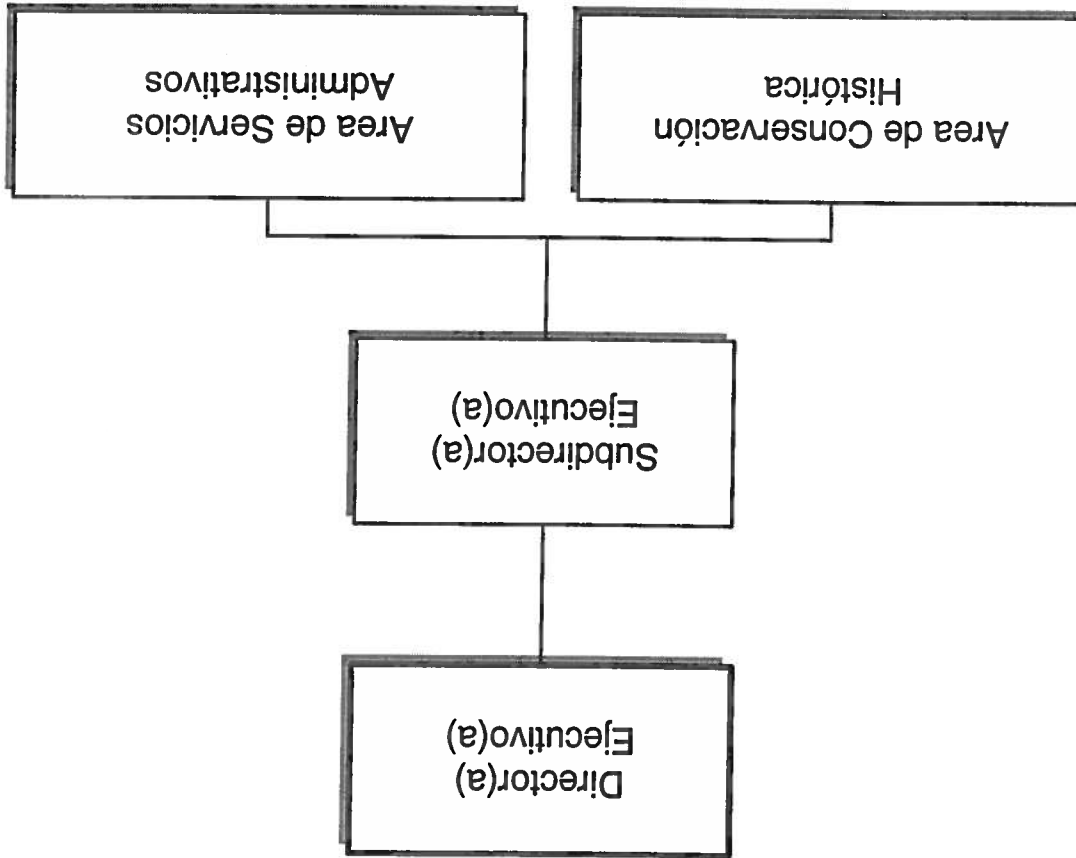 Director(a)
Ejecutivo(a)
Subdirector(a)
Ejecutivo(a)
Area de Conservación
Histórica
Area de Servicios
Administrativos